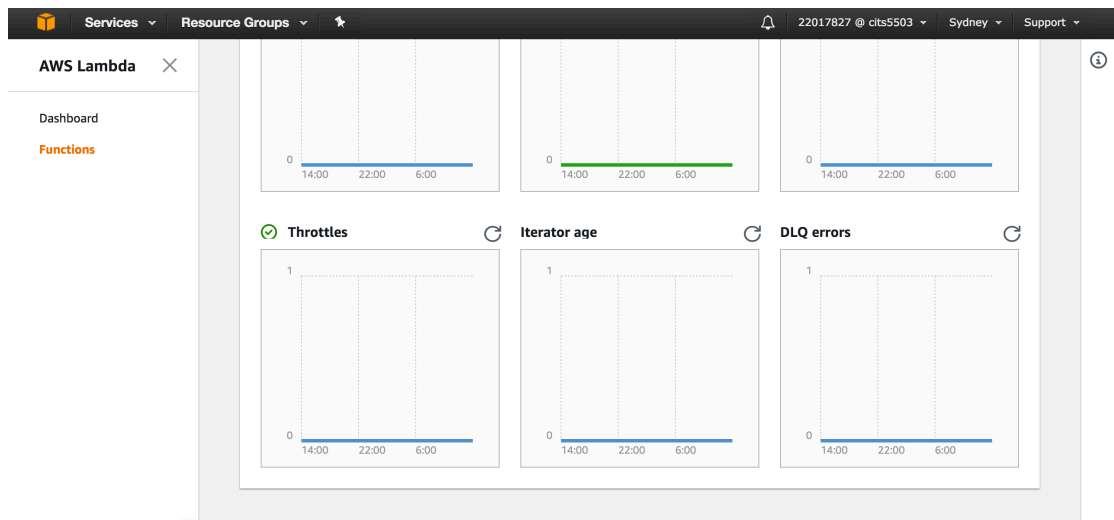 Services Resource Groups 22017827 @ cits5503 Sydney Support
AWS Lambda
Dashboard
Functions
0
14:00 22:00 6:00
0
14:00 22:00 6:00
0
14:00 22:00 6:00
Throttles
Iterator age
DLQ errors
1
0
14:00 22:00 6:00
1
0
14:00 22:00 6:00
1
0
14:00 22:00 6:00